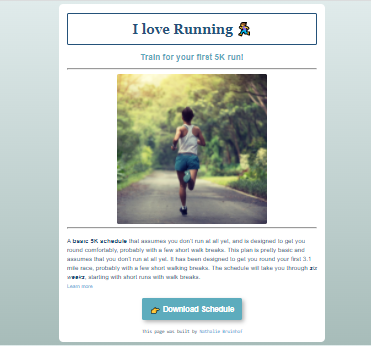 I love Running 🏃
Train for your first 5K run!
A basic 5K schedule that assumes you don't run at all yet, and is designed to get you
round comfortably, probably with a few short walk breaks. This plan is pretty basic and
assumes that you don't run at all yet. It has been designed to get you round your first 3.1
mile race, probably with a few short walking breaks. The schedule will take you through six
weeks, starting with short runs with walk breaks.
Learn more
👉 Download Schedule
This page was built by Nathalie